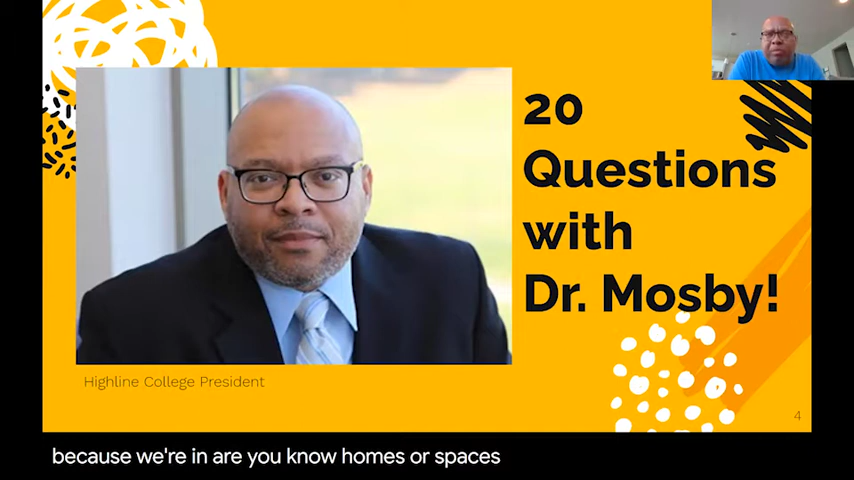 20
Questions
with
Dr. Mosby!
Highline College President
4
because we're in are you know homes or spaces